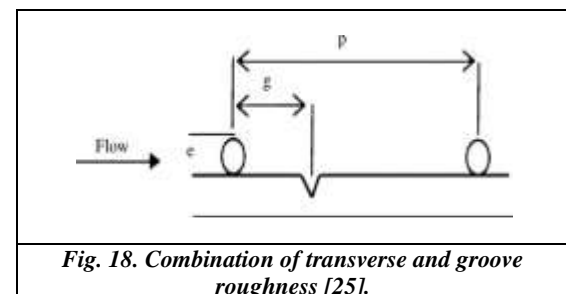 p
g
Flow
e
Fig. 18. Combination of transverse and groove
roughness [25].